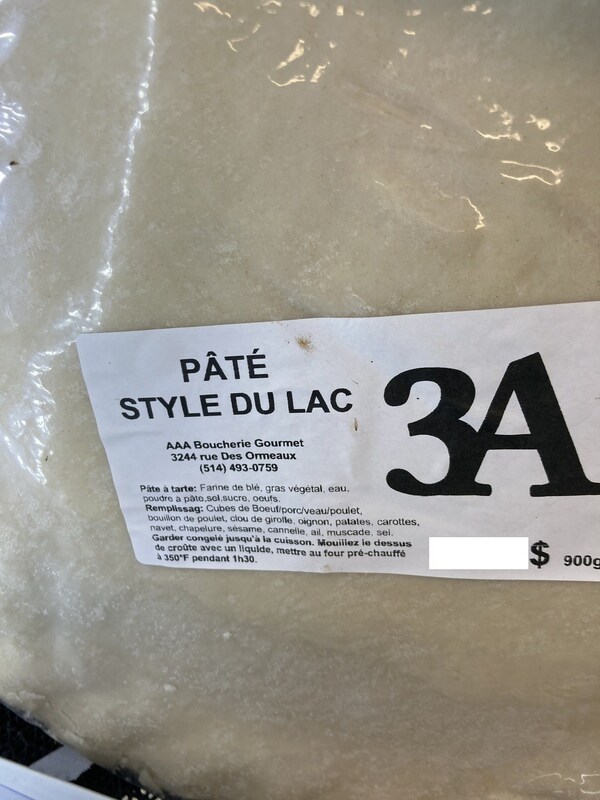 PÂTÉ
STYLE DU LAC
3A
AAA Boucherie Gourmet
3244 rue Des Ormeaux
(514) 493-0759
Pâte à tarte: Farine de blé, gras végétal, eau,
poudre à pâte,sel,sucre, oeufs.
Remplissag: Cubes de Boeuf/porc/veau/poulet,
bouillon de poulet, clou de girofle, oignon, patates, carottes,
navet, chapelure, sésame, cannelle, ail, muscade, sel.
Garder congelé jusqu'à la cuisson. Mouillez le dessus
de croûte avec un liquide, mettre au four pré-chauffé
à 350°F pendant 1h30.
$ 900g